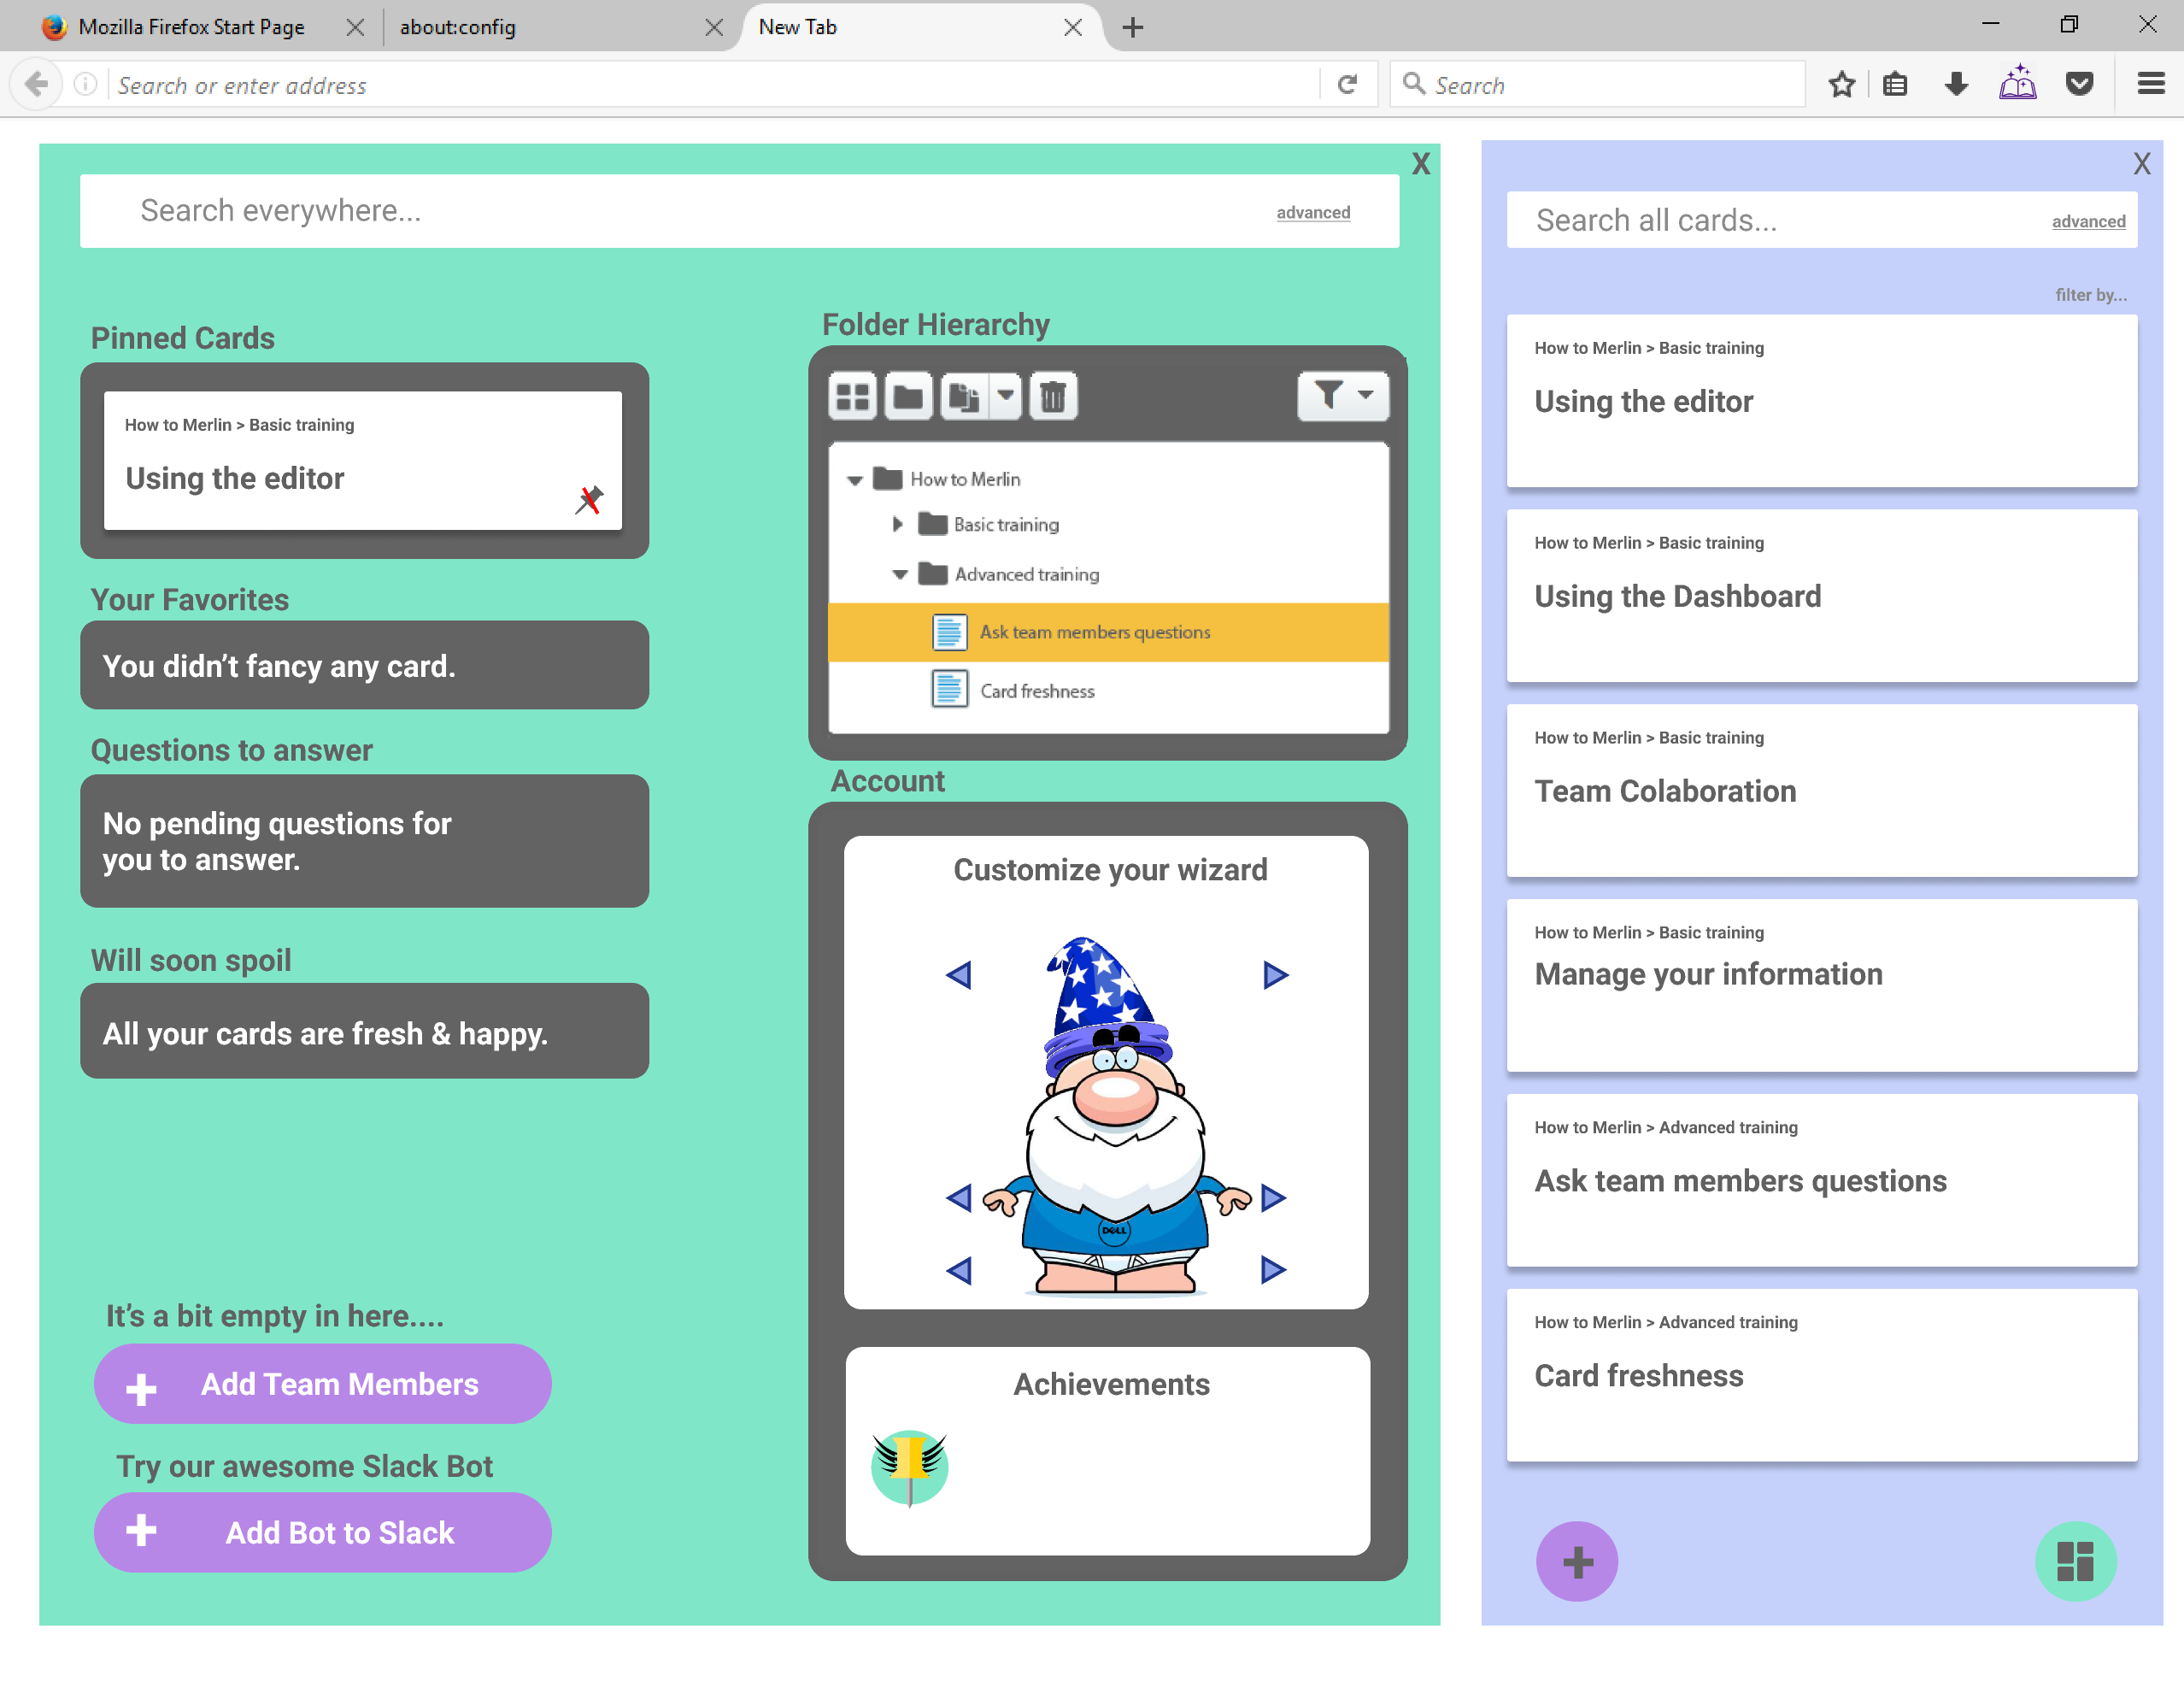 Mozilla Firefox Start Page
about:config
New Tab
Search or enter address
Search
X
Search everywhere...
advanced
Pinned Cards
How to Merlin > Basic training
Using the editor
Your Favorites
You didn’t fancy any card.
Questions to answer
No pending questions for
you to answer.
Will soon spoil
All your cards are fresh & happy.
It’s a bit empty in here....
Add Team Members
Try our awesome Slack Bot
Add Bot to Slack
Folder Hierarchy
How to Merlin
Basic training
Advanced training
Ask team members questions
Card freshness
Account
Customize your wizard
DELL
Achievements
X
Search all cards...
advanced
filter by...
How to Merlin > Basic training
Using the editor
How to Merlin > Basic training
Using the Dashboard
How to Merlin > Basic training
Team Colaboration
How to Merlin > Basic training
Manage your information
How to Merlin > Advanced training
Ask team members questions
How to Merlin > Advanced training
Card freshness